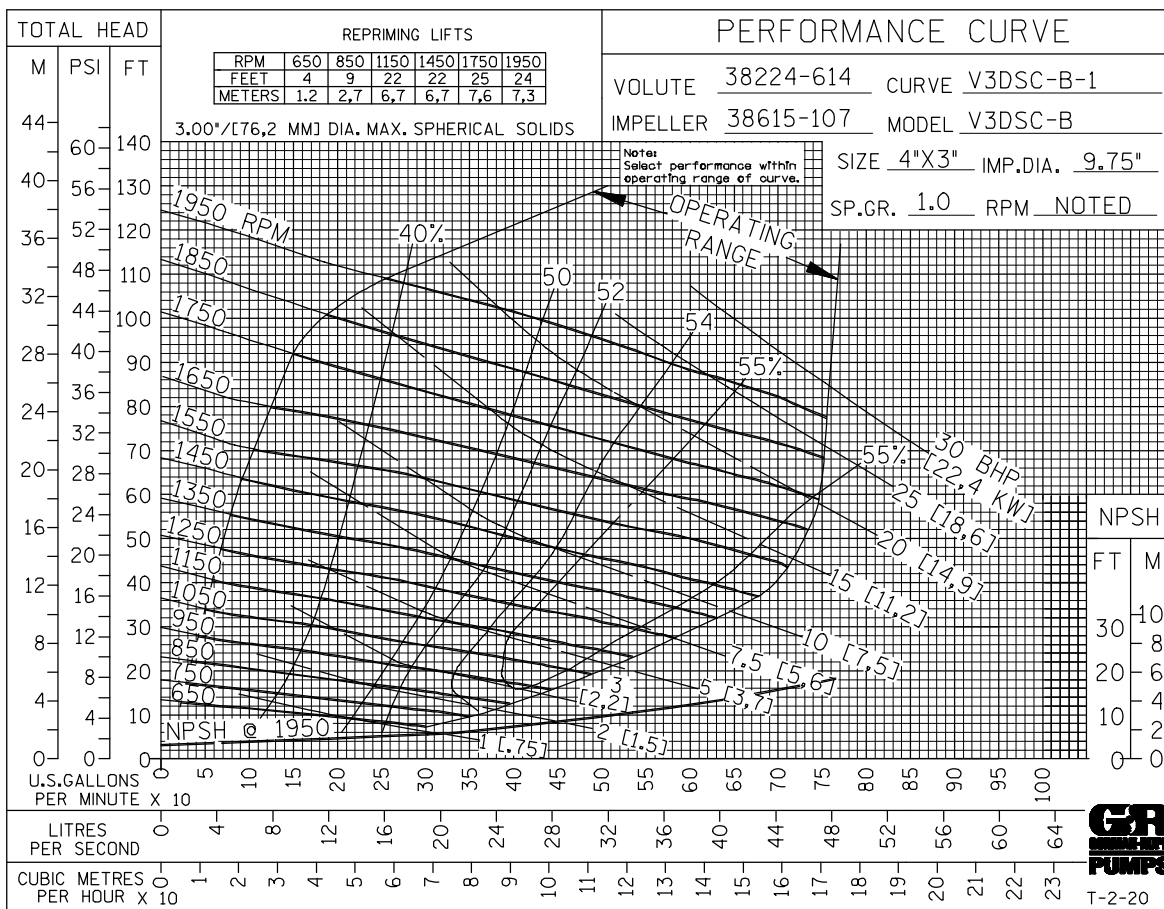 TOTAL HEAD
M PSI FT
REPRIMING LIFTS
RPM 650 850 1150 1450 1750 1950
FEET 4 9 22 22 25 24
METERS 1.2 2,7 6,7 6,7 7,6 7,3
3.00"/[76,2 MM] DIA. MAX. SPHERICAL SOLIDS
PERFORMANCE CURVE
VOLUTE 38224-614 CURVE V3DSC-B-1
IMPELLER 38615-107 MODEL V3DSC-B
SIZE 4"X3" IMP.DIA. 9.75"
SP.GR. 1.0 RPM NOTED
Note:
Select performance within
operating range of curve.
OPERATING
RANGE
44
40
36
32
28
24
20
16
12
8
4
0
60
56
52
48
44
40
36
32
28
24
20
16
12
8
4
0
140
130
120
110
100
90
80
70
60
50
40
30
20
10
0
1950 RPM
1850
1750
1650
1550
1450
1350
1250
1150
1050
950
850
750
650
NPSH @ 1950
40%
50
52
54
55%
55%
30 BHP
[22,4 KW]
25 [18,6]
20 [14,9]
15 [11,2]
10 [7,5]
7.5 [5,6]
5 [3,7]
3
[2,2]
2 [1.5]
1 [.75]
NPSH
FT M
30
20
10
0
10
8
6
4
2
0
U.S.GALLONS
PER MINUTE X 10
0 5 10 15 20 25 30 35 40 45 50 55 60 65 70 75 80 85 90 95 100
LITRES
PER SECOND
0 4 8 12 16 20 24 28 32 36 40 44 48 52 56 60 64
CUBIC METRES
PER HOUR X 10
0 1 2 3 4 5 6 7 8 9 10 11 12 13 14 15 16 17 18 19 20 21 22 23
GR
PUMPS
T-2-20